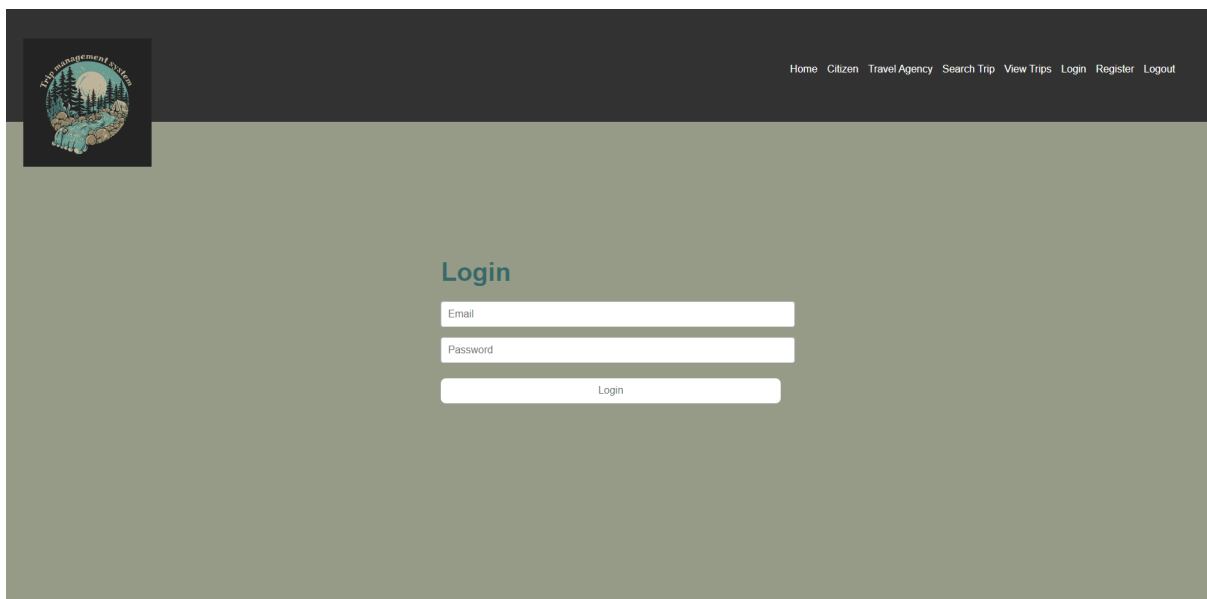 Trip management system
Home Citizen Travel Agency Search Trip View Trips Login Register Logout
Login
Email
Password
Login